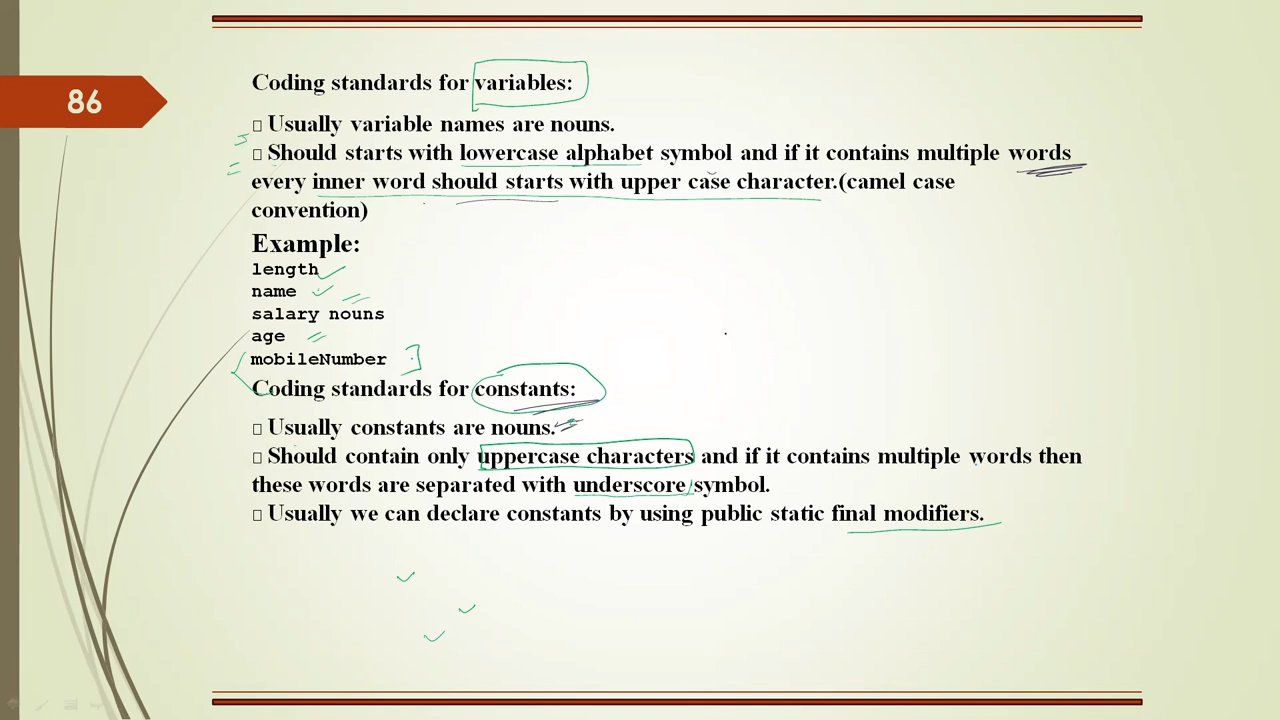 86
Coding standards for variables:
▯ Usually variable names are nouns.
▯ Should starts with lowercase alphabet symbol and if it contains multiple words
every inner word should starts with upper case character.(camel case
convention)
Example:
length
name
salary nouns
age
mobileNumber
Coding standards for constants:
▯ Usually constants are nouns.
▯ Should contain only uppercase characters and if it contains multiple words then
these words are separated with underscore symbol.
▯ Usually we can declare constants by using public static final modifiers.